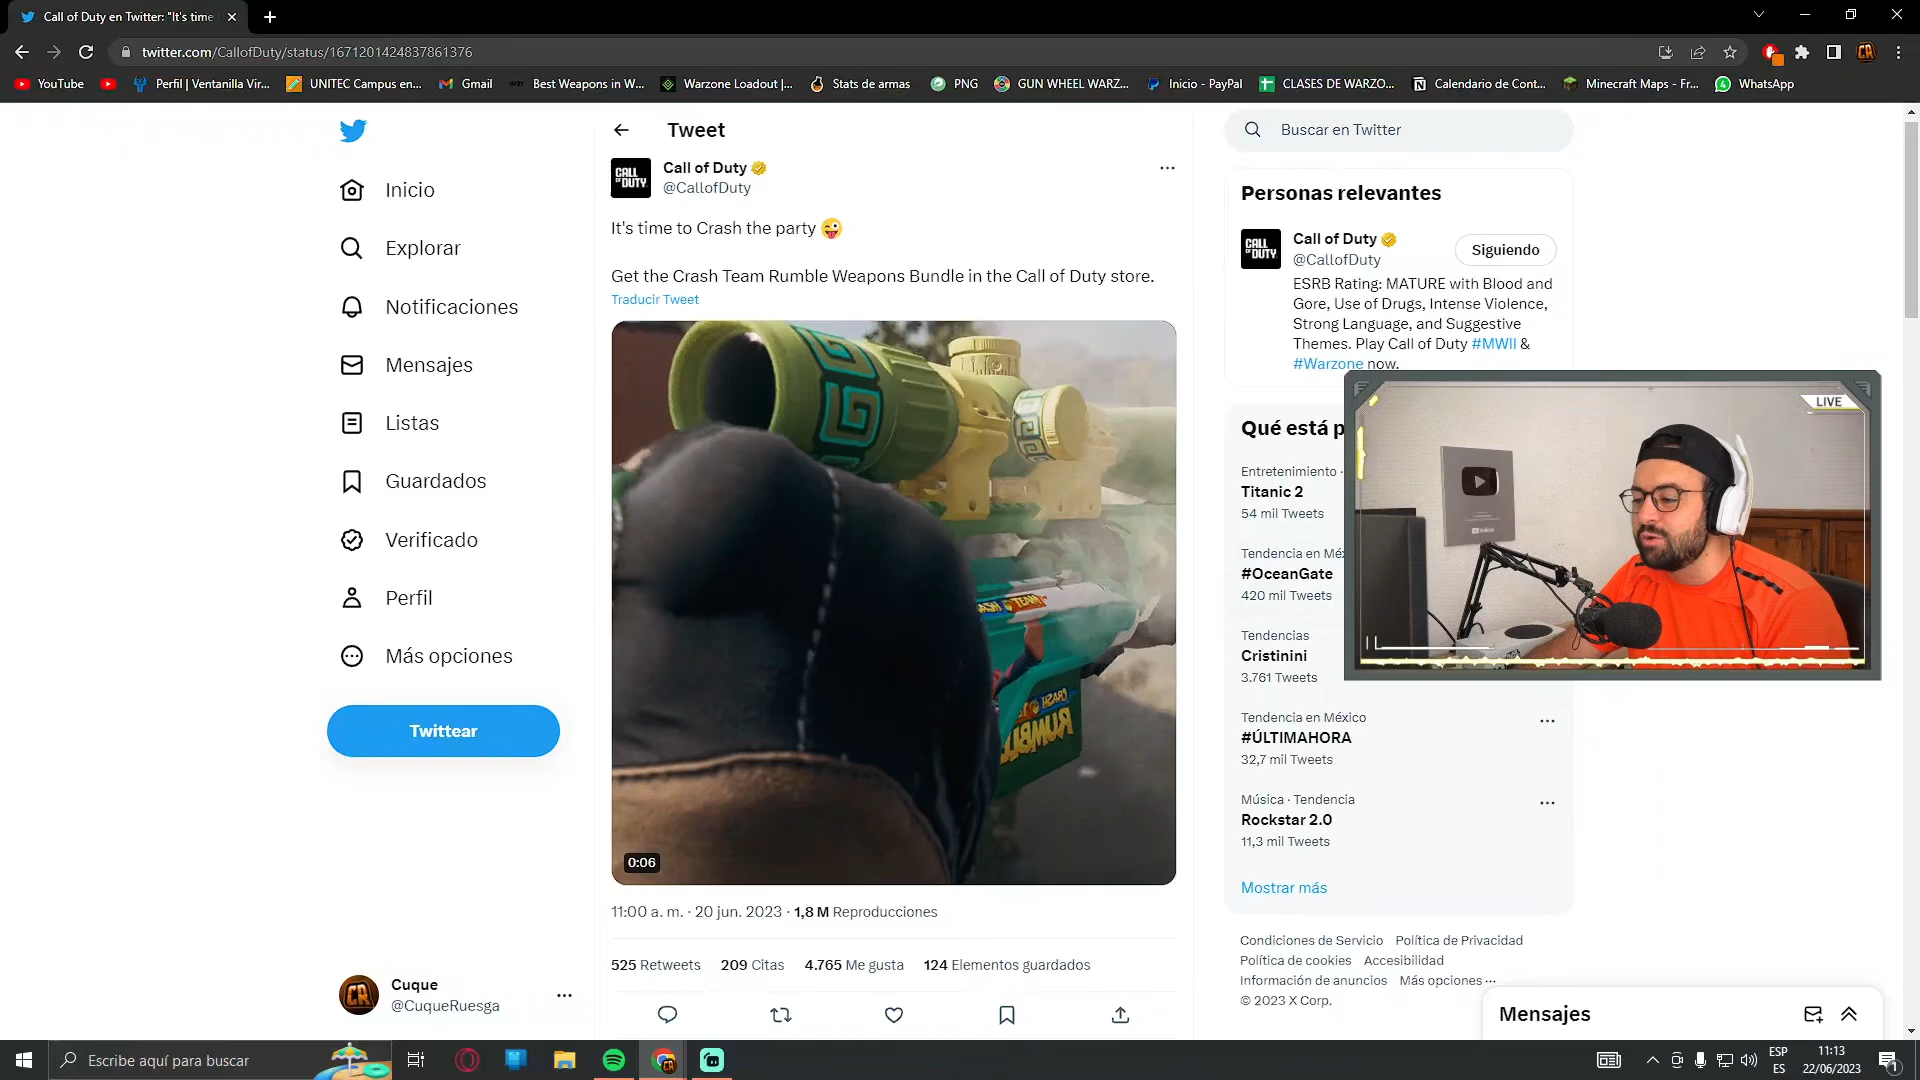 Call of Duty en Twitter: "It's time
twitter.com/CallofDuty/status/1671201424837861376
YouTube
Perfil | Ventanilla Vir...
UNITEC Campus en...
Gmail
Best Weapons in W...
Warzone Loadout |...
Stats de armas
PNG
GUN WHEEL WARZ...
Inicio - PayPal
CLASES DE WARZO...
Calendario de Cont...
Minecraft Maps - Fr...
WhatsApp
Inicio
Explorar
Notificaciones
Mensajes
Listas
Guardados
Verificado
Perfil
Más opciones
Twittear
Cuque
@CuqueRuesga
Tweet
CALL OF DUTY
Call of Duty
@CallofDuty
It's time to Crash the party 😜
Get the Crash Team Rumble Weapons Bundle in the Call of Duty store.
Traducir Tweet
CRASH
RUMBLE
0:06
11:00 a. m. · 20 jun. 2023 · 1,8 M Reproducciones
525 Retweets 209 Citas 4.765 Me gusta 124 Elementos guardados
Buscar en Twitter
Personas relevantes
CALL OF DUTY
Call of Duty
@CallofDuty
Siguiendo
ESRB Rating: MATURE with Blood and
Gore, Use of Drugs, Intense Violence,
Strong Language, and Suggestive
Themes. Play Call of Duty #MWII &
#Warzone now.
LIVE
Qué está p
Entretenimiento ·
Titanic 2
54 mil Tweets
Tendencia en Mé
#OceanGate
420 mil Tweets
Tendencias
Cristinini
3.761 Tweets
Tendencia en México
#ÚLTIMAHORA
32,7 mil Tweets
Música · Tendencia
Rockstar 2.0
11,3 mil Tweets
Mostrar más
Condiciones de Servicio Política de Privacidad
Política de cookies Accesibilidad
Información de anuncios Más opciones ···
© 2023 X Corp.
Mensajes
Escribe aquí para buscar
ESP
ES
11:13
22/06/2023
1